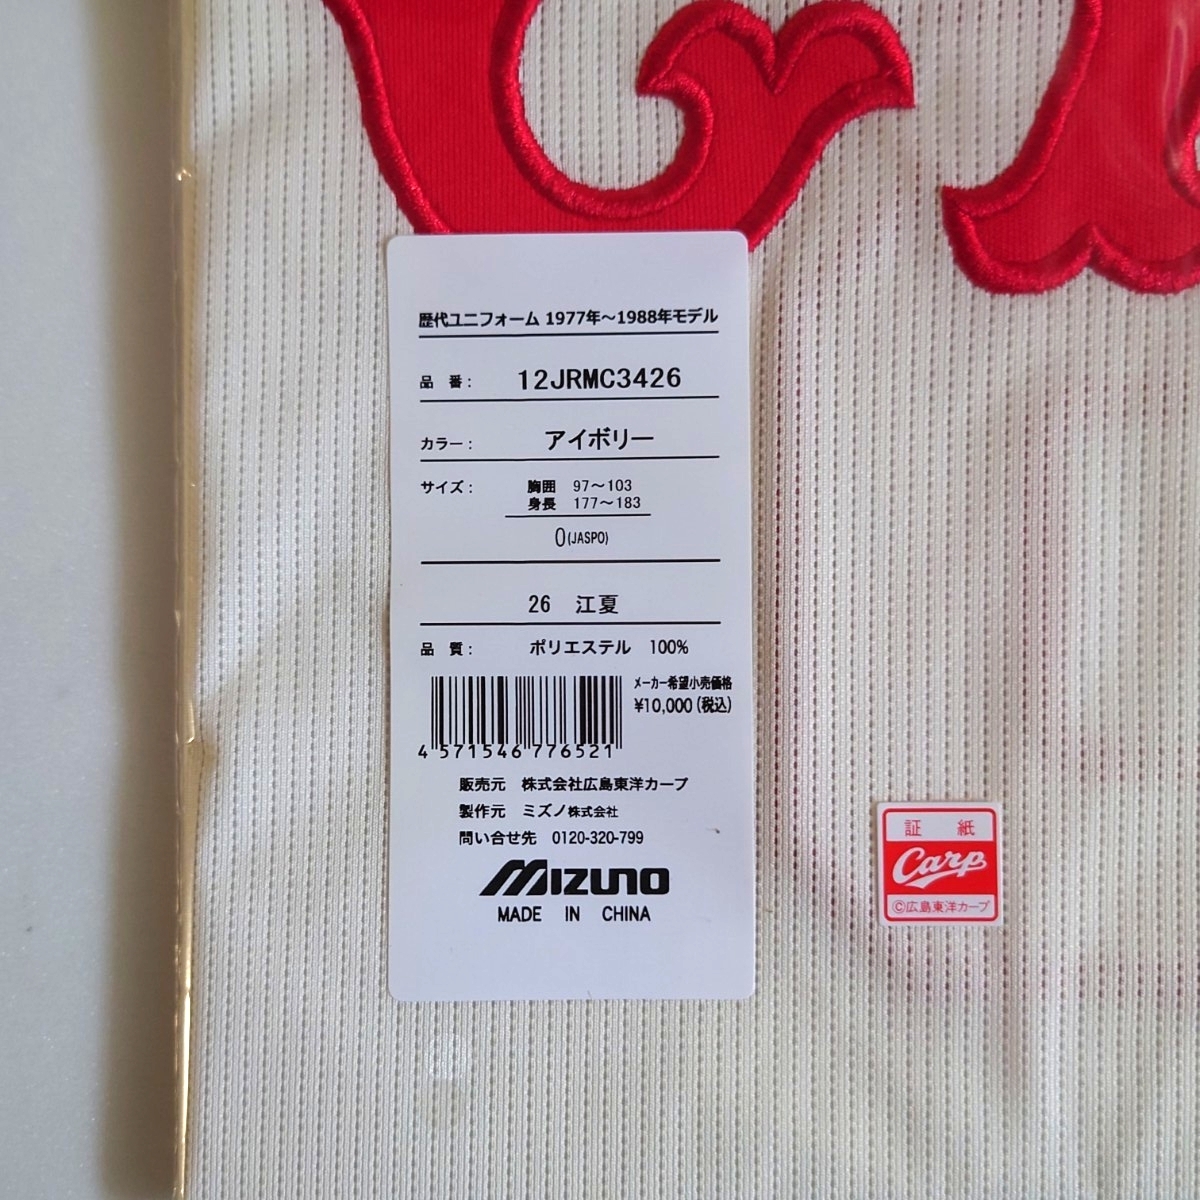 歴代ユニフォーム 1977年～1988年モデル
品 番： 12JRMC3426
カラー： アイボリー
サイズ： 胸囲 97～103
身長 177～183
0(JASPO)
26 江夏
品 質： ポリエステル 100%
メーカー希望小売価格
¥10,000(税込)
4 571546 776521
販売元 株式会社広島東洋カープ
製作元 ミズノ株式会社
問い合せ先 0120-320-799
MIZUNO
MADE IN CHINA
証 紙
Carp
©広島東洋カープ